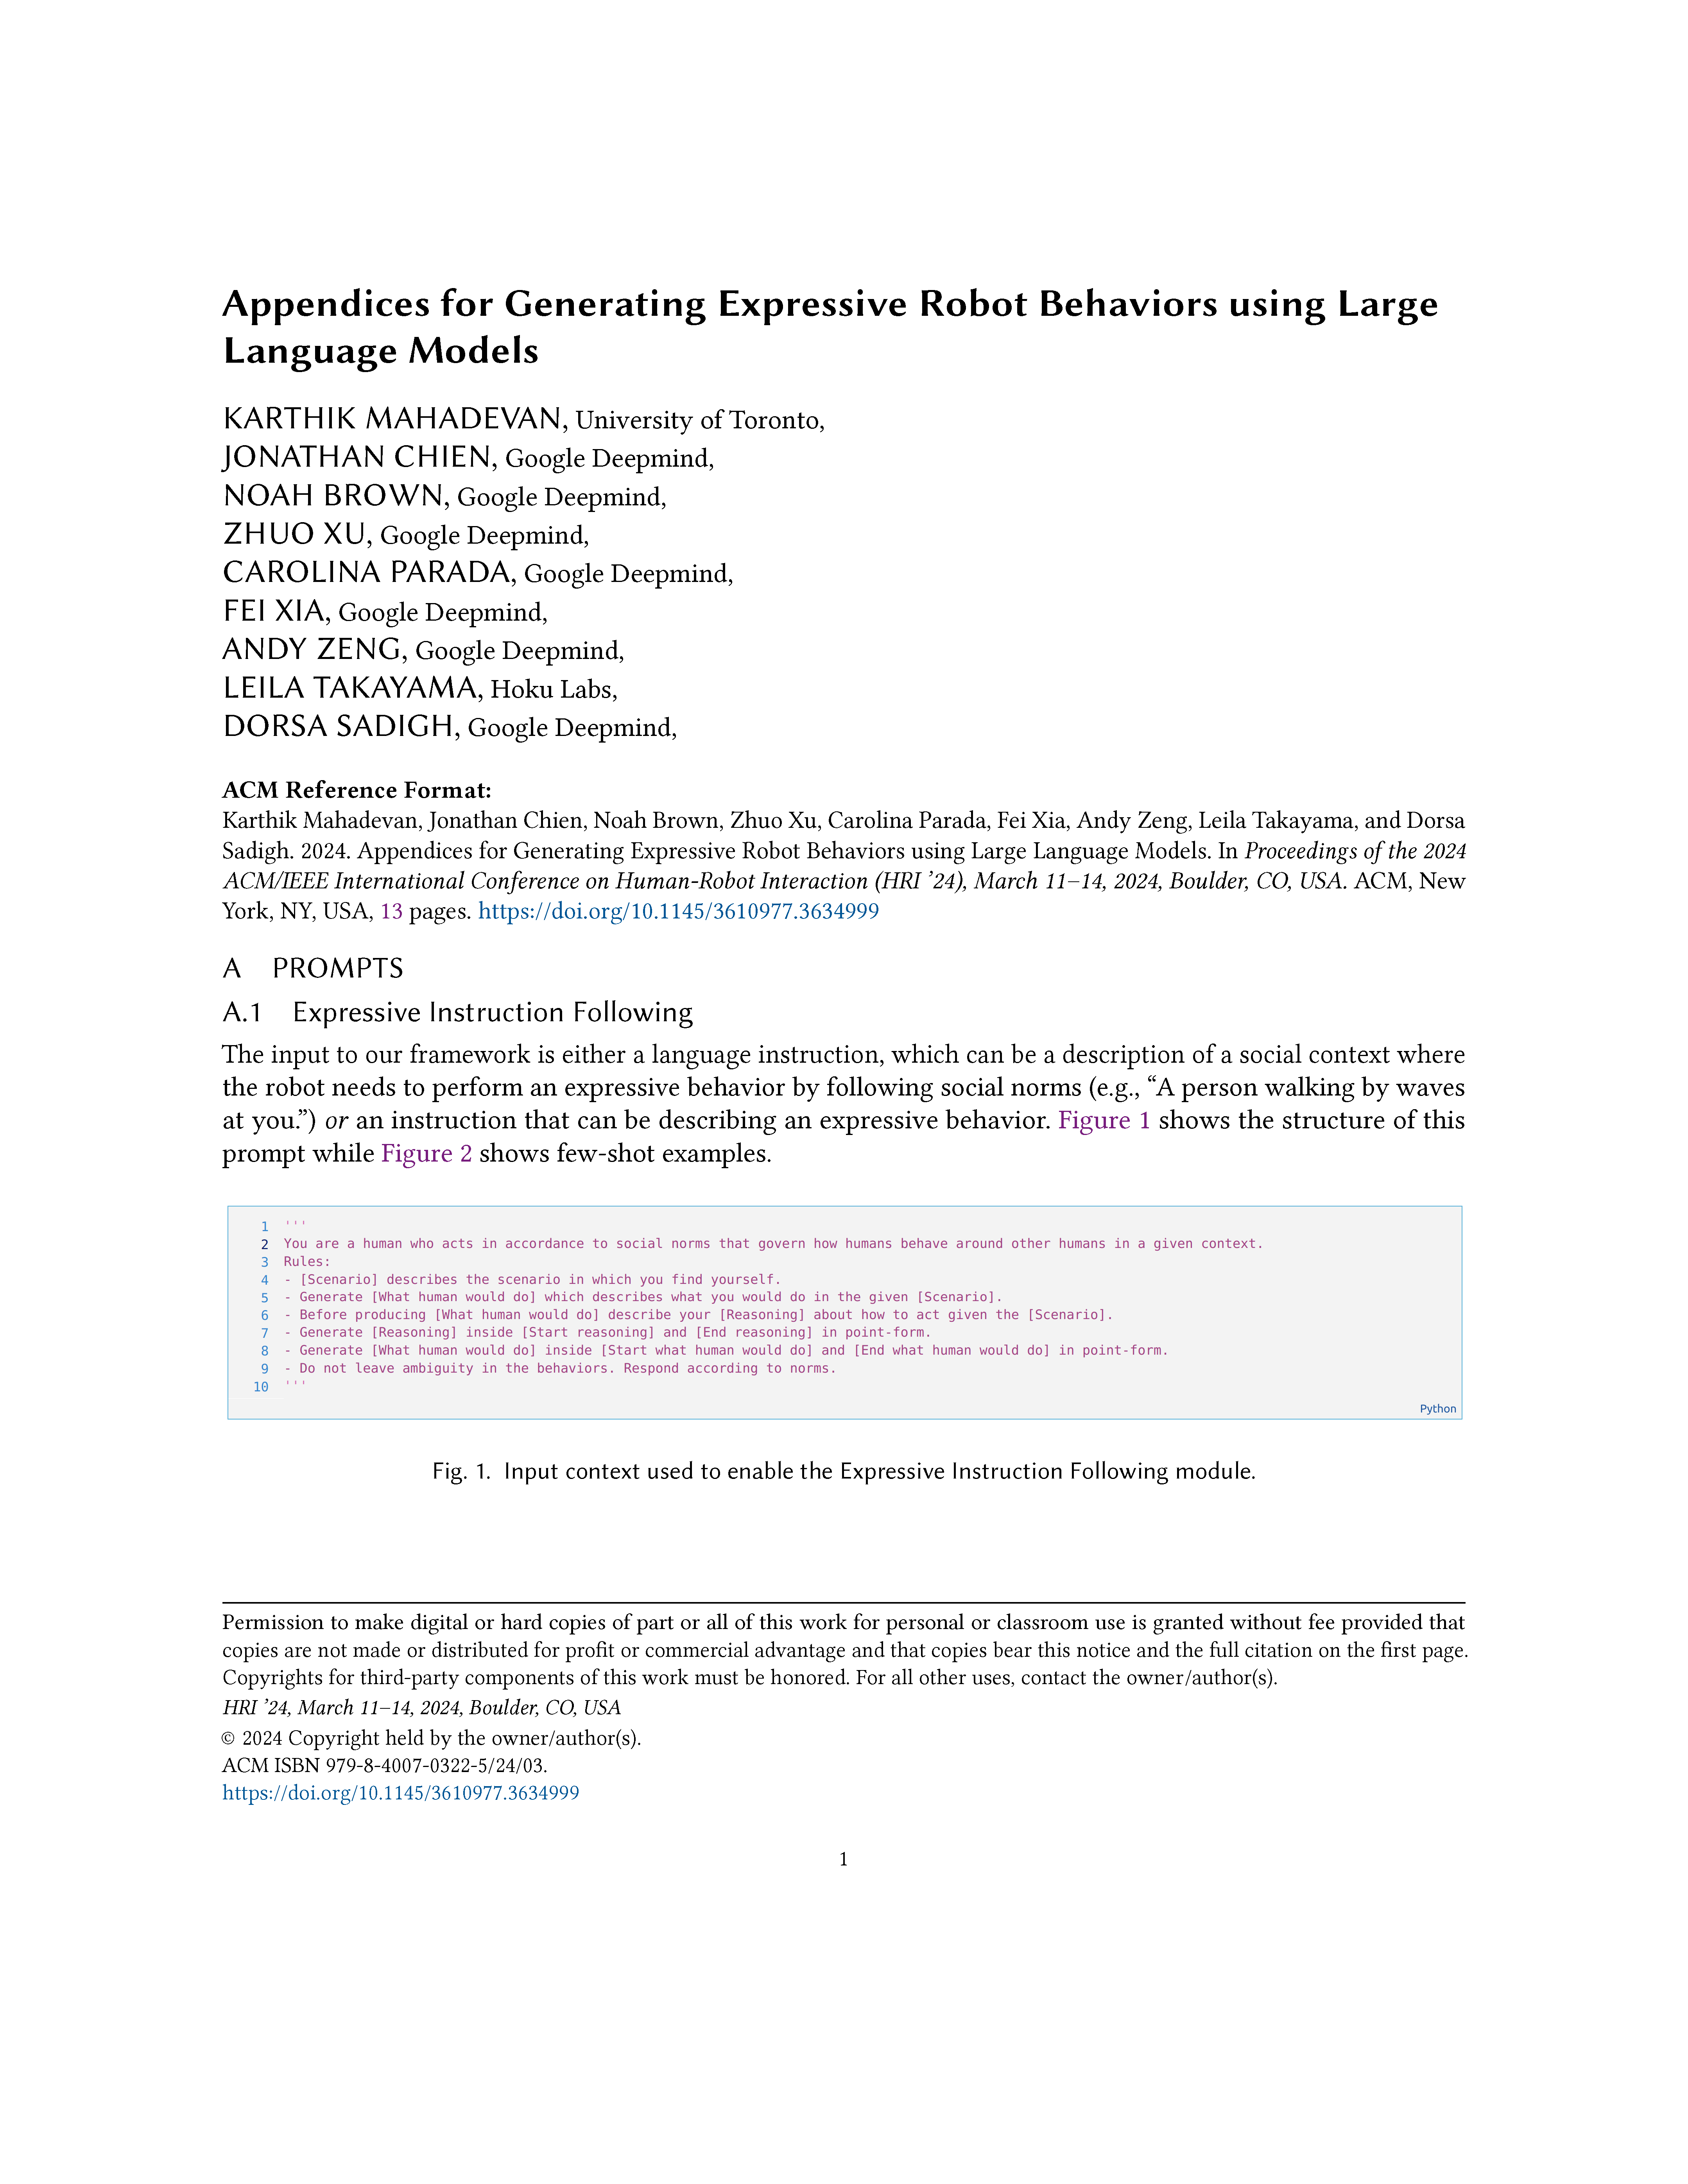 Appendices for Generating Expressive Robot Behaviors using Large
Language Models
KARTHIK MAHADEVAN, University of Toronto,
JONATHAN CHIEN, Google Deepmind,
NOAH BROWN, Google Deepmind,
ZHUO XU, Google Deepmind,
CAROLINA PARADA, Google Deepmind,
FEI XIA, Google Deepmind,
ANDY ZENG, Google Deepmind,
LEILA TAKAYAMA, Hoku Labs,
DORSA SADIGH, Google Deepmind,
ACM Reference Format:
Karthik Mahadevan, Jonathan Chien, Noah Brown, Zhuo Xu, Carolina Parada, Fei Xia, Andy Zeng, Leila Takayama, and Dorsa
Sadigh. 2024. Appendices for Generating Expressive Robot Behaviors using Large Language Models. In Proceedings of the 2024
ACM/IEEE International Conference on Human-Robot Interaction (HRI ’24), March 11–14, 2024, Boulder, CO, USA. ACM, New
York, NY, USA, 13 pages. https://doi.org/10.1145/3610977.3634999
A PROMPTS
A.1 Expressive Instruction Following
The input to our framework is either a language instruction, which can be a description of a social context where
the robot needs to perform an expressive behavior by following social norms (e.g., “A person walking by waves
at you.”) or an instruction that can be describing an expressive behavior. Figure 1 shows the structure of this
prompt while Figure 2 shows few-shot examples.
1 '''
2 You are a human who acts in accordance to social norms that govern how humans behave around other humans in a given context.
3 Rules:
4 - [Scenario] describes the scenario in which you find yourself.
5 - Generate [What human would do] which describes what you would do in the given [Scenario].
6 - Before producing [What human would do] describe your [Reasoning] about how to act given the [Scenario].
7 - Generate [Reasoning] inside [Start reasoning] and [End reasoning] in point-form.
8 - Generate [What human would do] inside [Start what human would do] and [End what human would do] in point-form.
9 - Do not leave ambiguity in the behaviors. Respond according to norms.
10 '''
Python
Fig. 1. Input context used to enable the Expressive Instruction Following module.
Permission to make digital or hard copies of part or all of this work for personal or classroom use is granted without fee provided that
copies are not made or distributed for profit or commercial advantage and that copies bear this notice and the full citation on the first page.
Copyrights for third-party components of this work must be honored. For all other uses, contact the owner/author(s).
HRI ’24, March 11–14, 2024, Boulder, CO, USA
© 2024 Copyright held by the owner/author(s).
ACM ISBN 979-8-4007-0322-5/24/03.
https://doi.org/10.1145/3610977.3634999
1